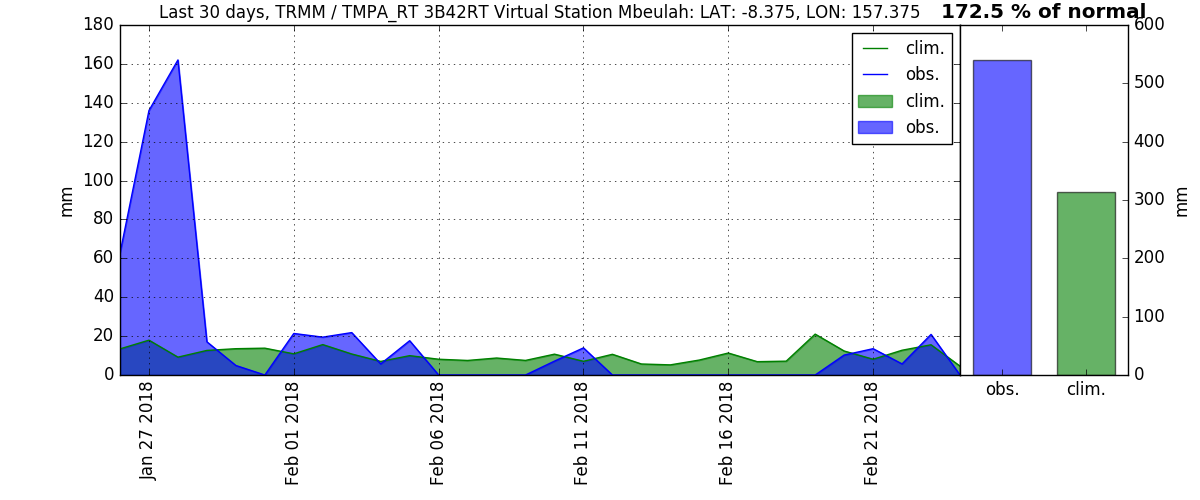 Last 30 days, TRMM / TMPA_RT 3B42RT Virtual Station Mbeulah: LAT: -8.375, LON: 157.375
172.5 % of normal
180
160
140
120
100
80
60
40
20
0
mm
clim.
obs.
clim.
obs.
Jan 27 2018
Feb 01 2018
Feb 06 2018
Feb 11 2018
Feb 16 2018
Feb 21 2018
600
500
400
300
200
100
0
mm
obs.
clim.